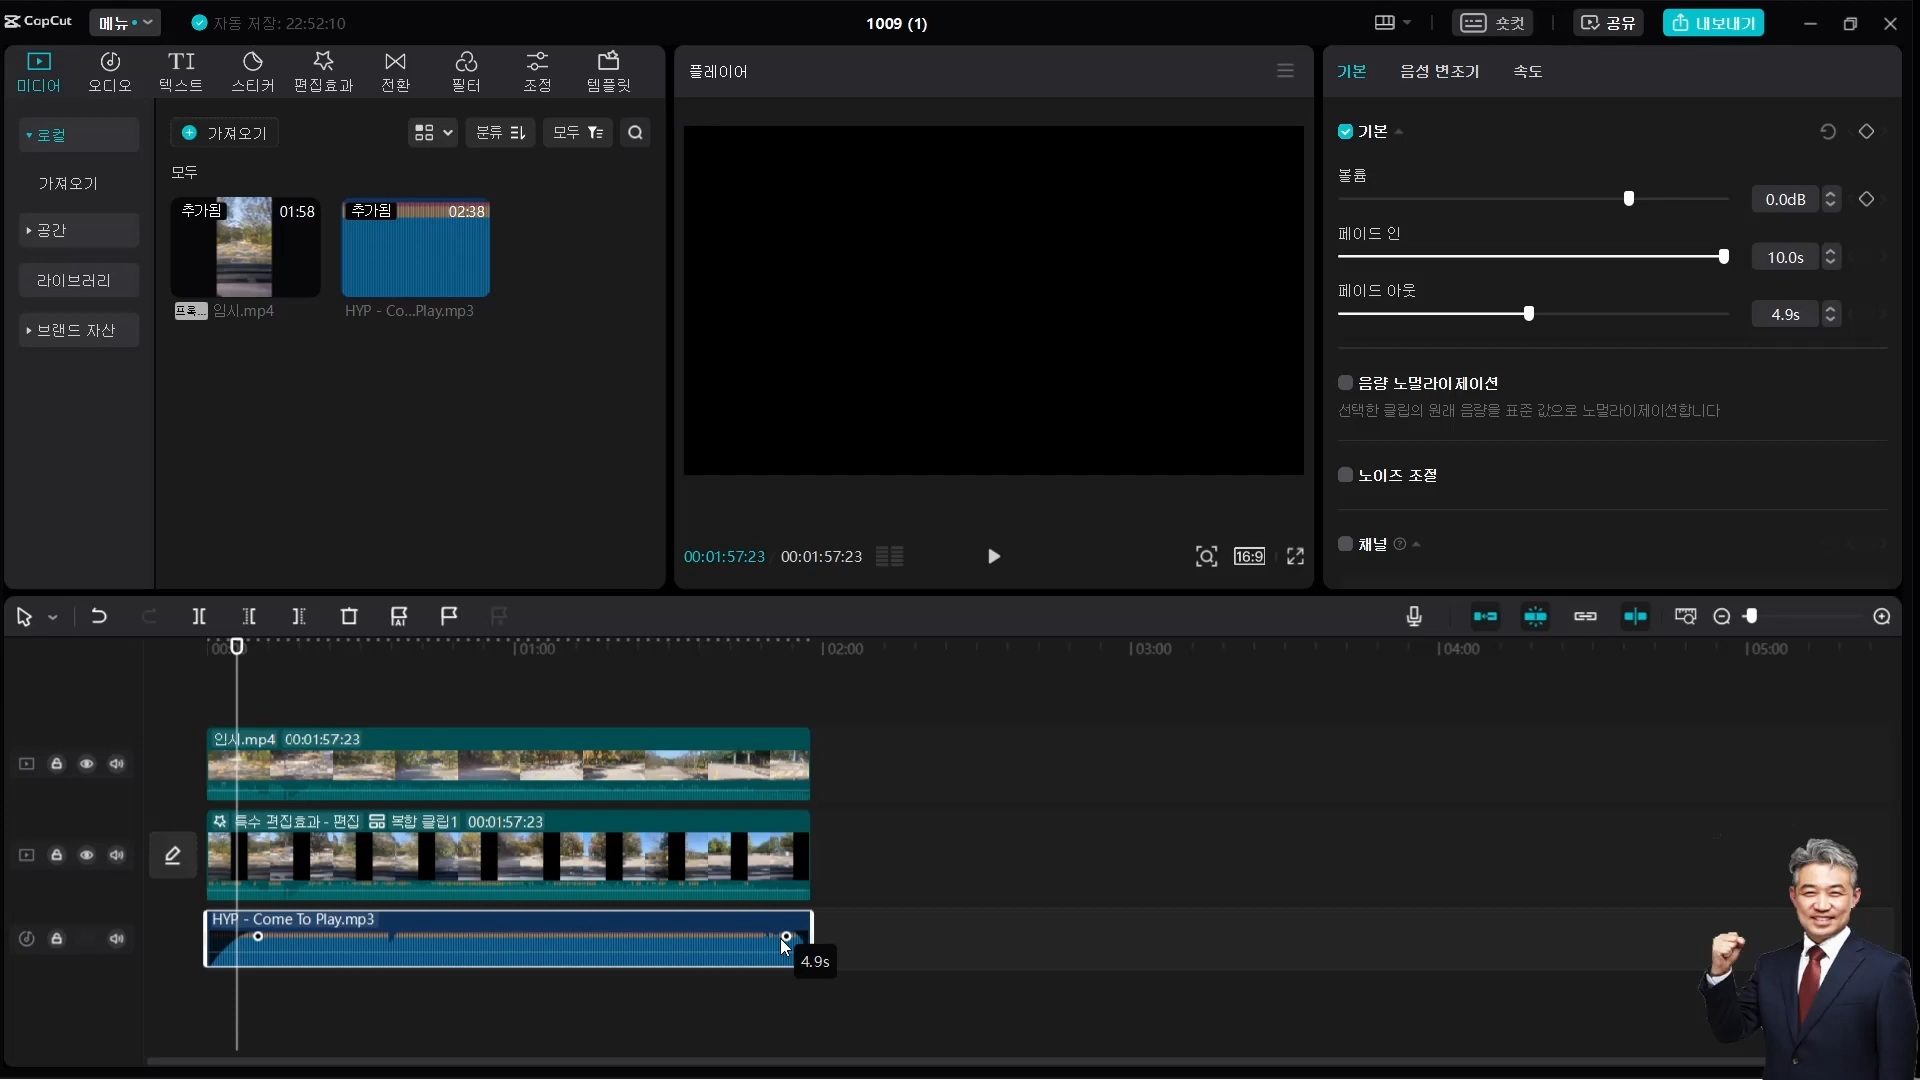 CapCut
메뉴
자동 저장: 22:52:10
1009 (1)
숏컷
공유
내보내기
미디어
오디오
텍스트
스티커
편집효과
전환
필터
조정
템플릿
로컬
가져오기
공간
라이브러리
브랜드 자산
가져오기
분류
모두
모두
추가됨 01:58
추가됨 02:38
프록... 임시.mp4
HYP - Co...Play.mp3
플레이어
00:01:57:23 00:01:57:23
16:9
기본
음성 변조기
속도
기본
볼륨
0.0dB
페이드 인
10.0s
페이드 아웃
4.9s
음량 노멀라이제이션
선택한 클립의 원래 음량을 표준 값으로 노멀라이제이션합니다
노이즈 조절
채널
01:00
02:00
03:00
04:00
05:00
임시.mp4 00:01:57:23
특수 편집효과 - 편집 복합 클립1 00:01:57:23
HYP - Come To Play.mp3
4.9s